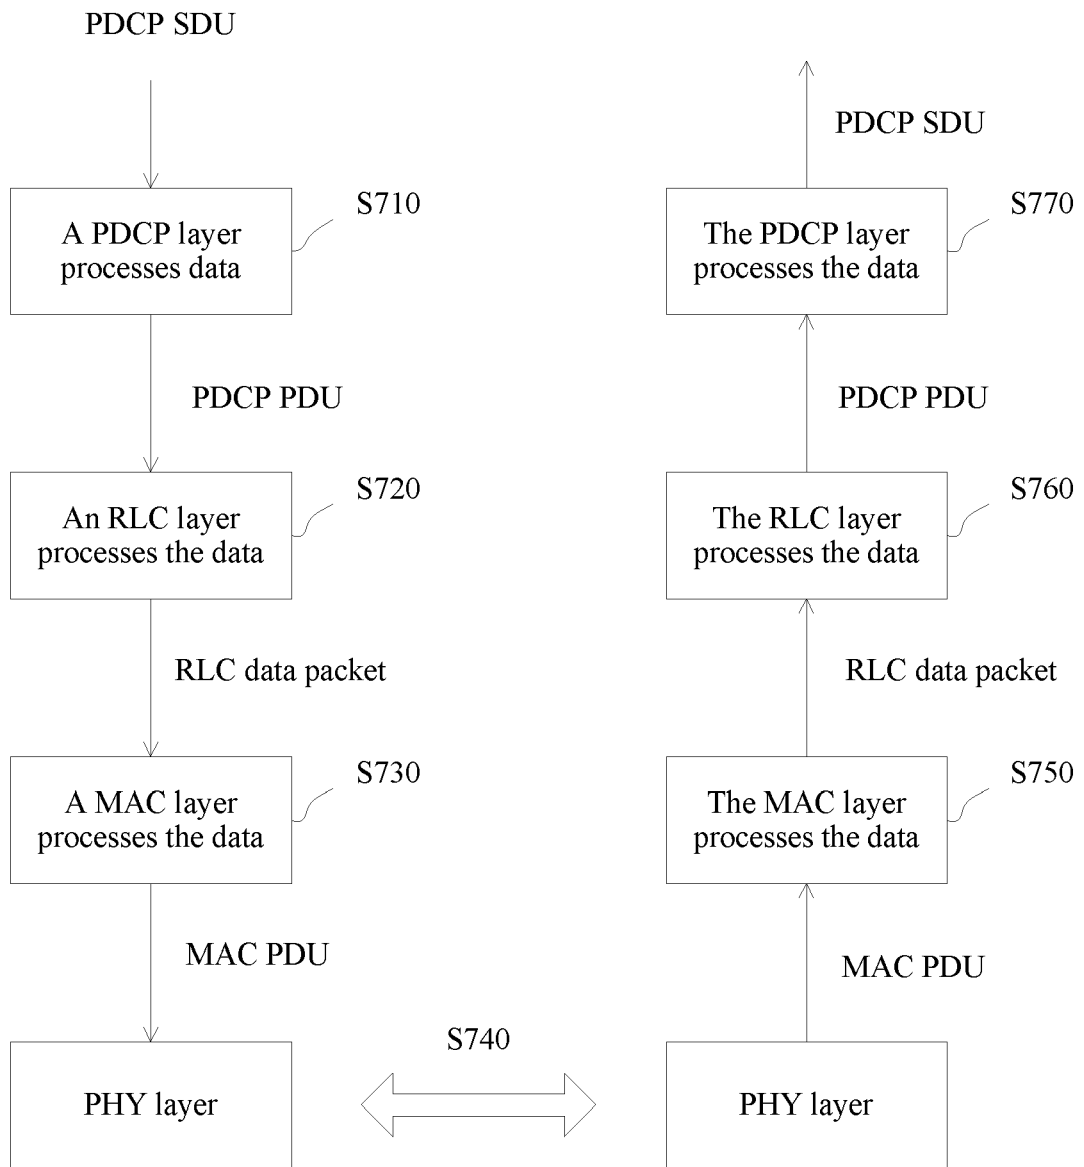 PDCP SDU
A PDCP layer
processes data
S710
PDCP PDU
An RLC layer
processes the data
S720
RLC data packet
A MAC layer
processes the data
S730
MAC PDU
PHY layer
S740
PDCP SDU
The PDCP layer
processes the data
S770
PDCP PDU
The RLC layer
processes the data
S760
RLC data packet
The MAC layer
processes the data
S750
MAC PDU
PHY layer